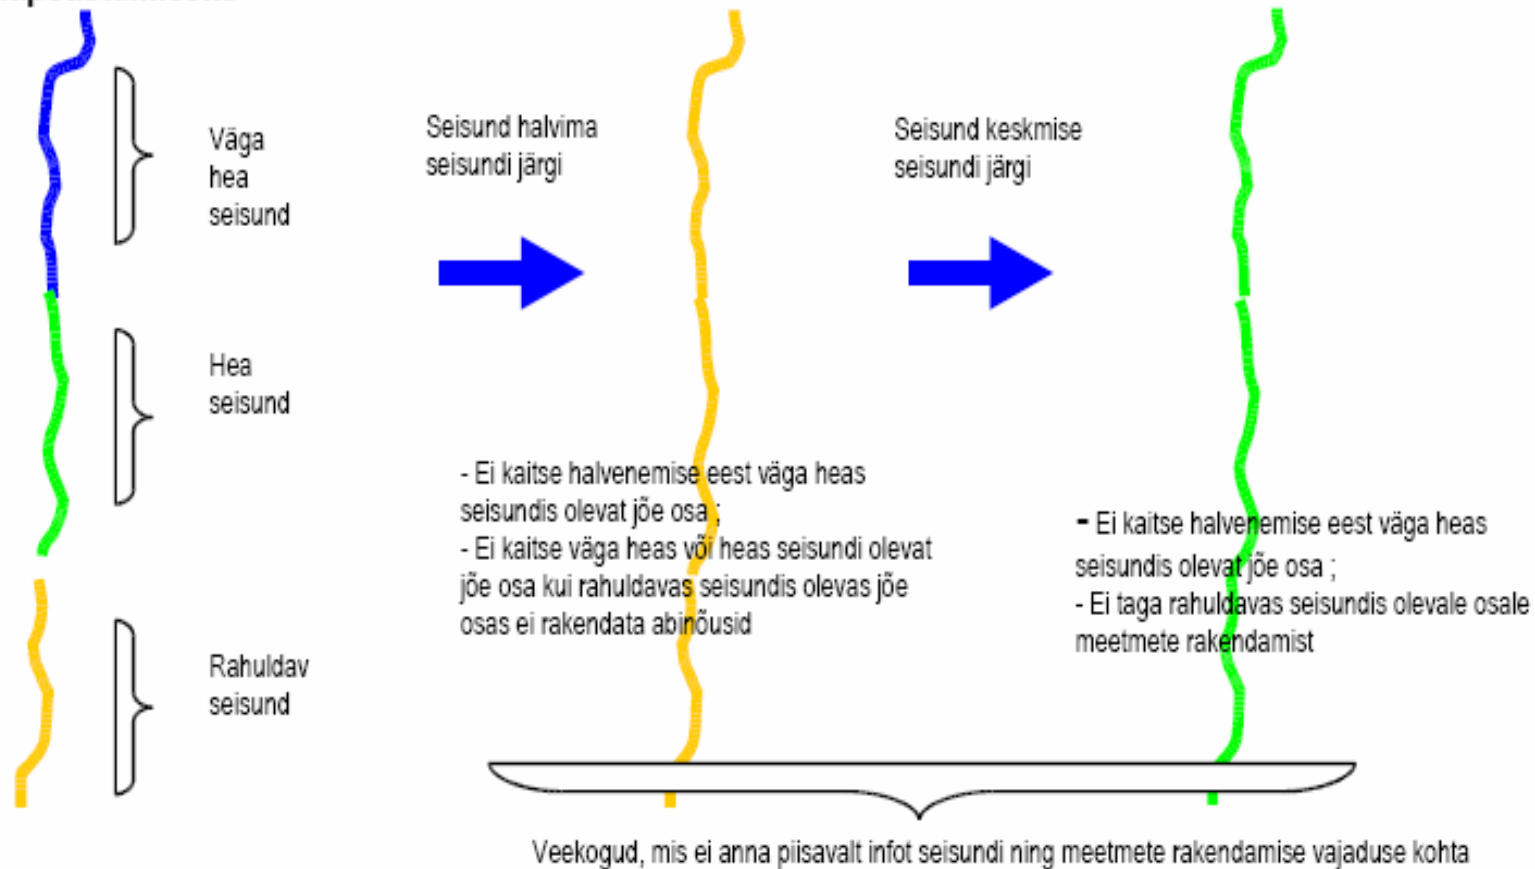 Väga
hea
seisund
Hea
seisund
Rahuldav
seisund
Seisund halvima
seisundi järgi
Seisund keskmise
seisundi järgi
- Ei kaitse halvenemise eest väga heas
seisundis olevat jõe osa ;
- Ei kaitse väga heas või heas seisundi olevat
jõe osa kui rahuldavas seisundis olevas jõe
osas ei rakendata abinõusid
- Ei kaitse halvenemise eest väga heas
seisundis olevat jõe osa ;
- Ei taga rahuldavas seisundis olevale osale
meetmete rakendamist
Veekogud, mis ei anna piisavalt infot seisundi ning meetmete rakendamise vajaduse kohta